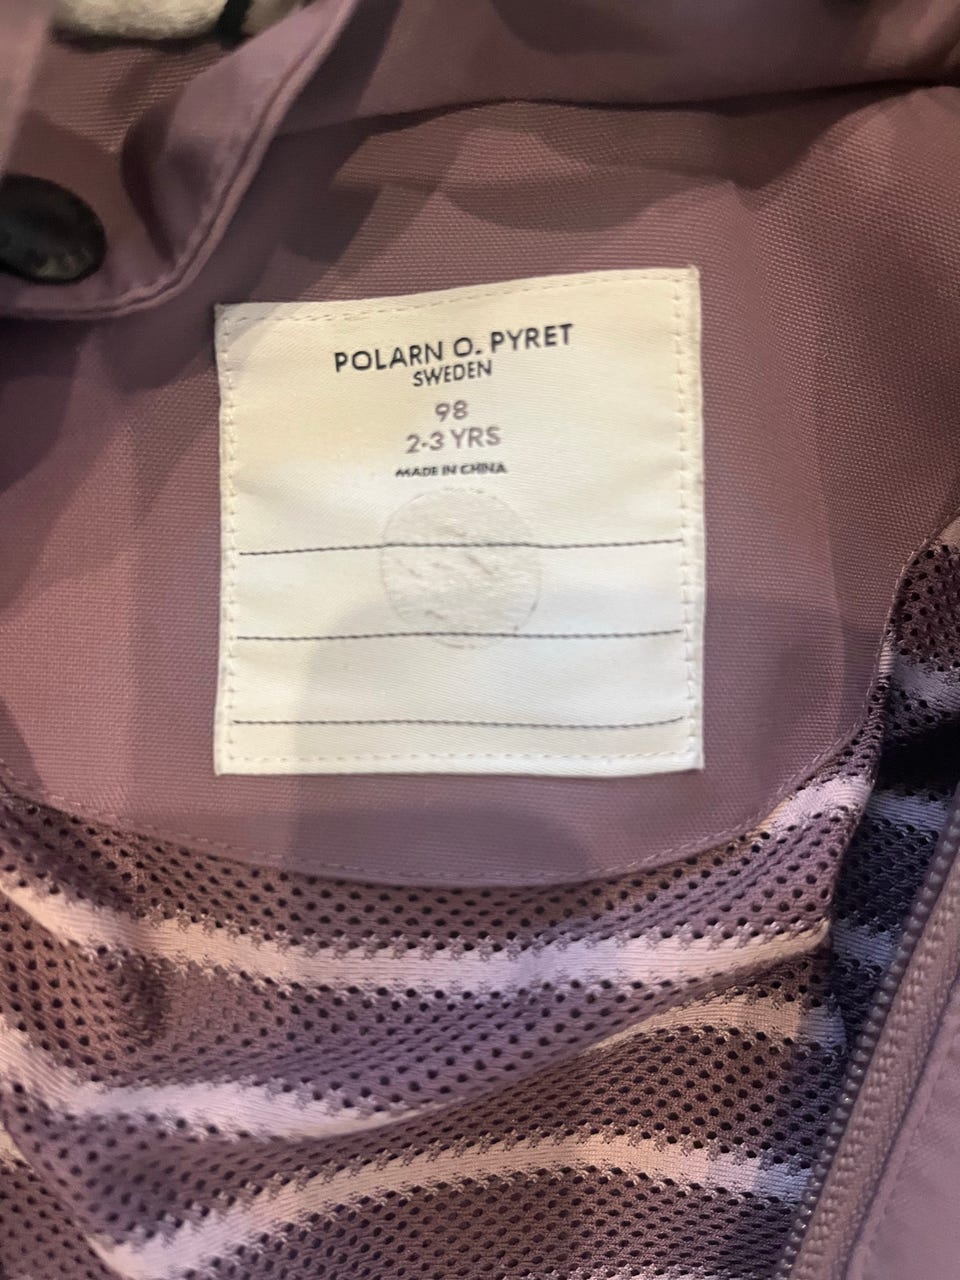 POLARN O. PYRET
SWEDEN
98
2-3 YRS
MADE IN CHINA